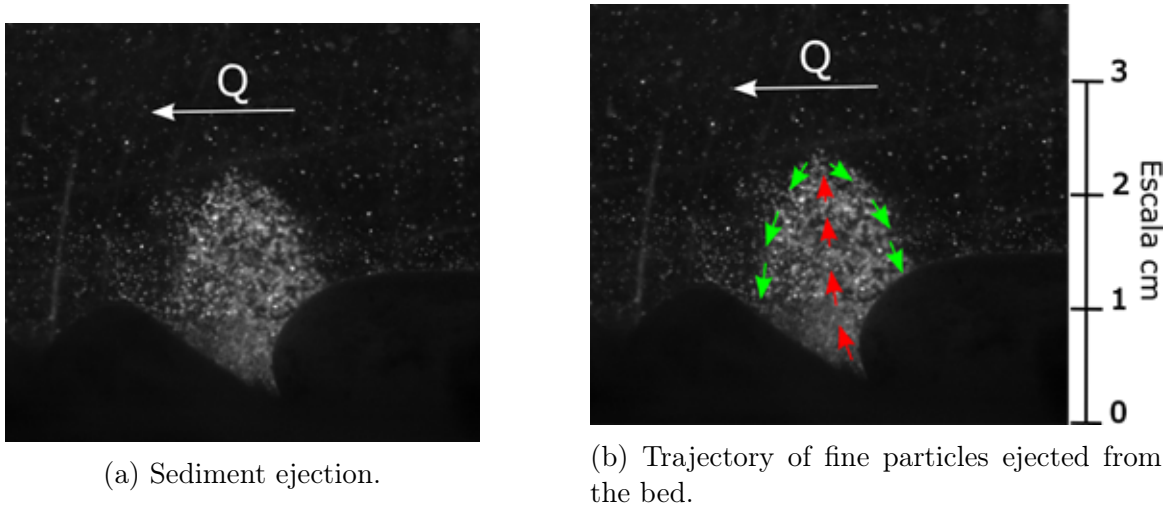 Q
(a) Sediment ejection.
Q
3
2
1
0
Escala cm
(b) Trajectory of fine particles ejected from
the bed.